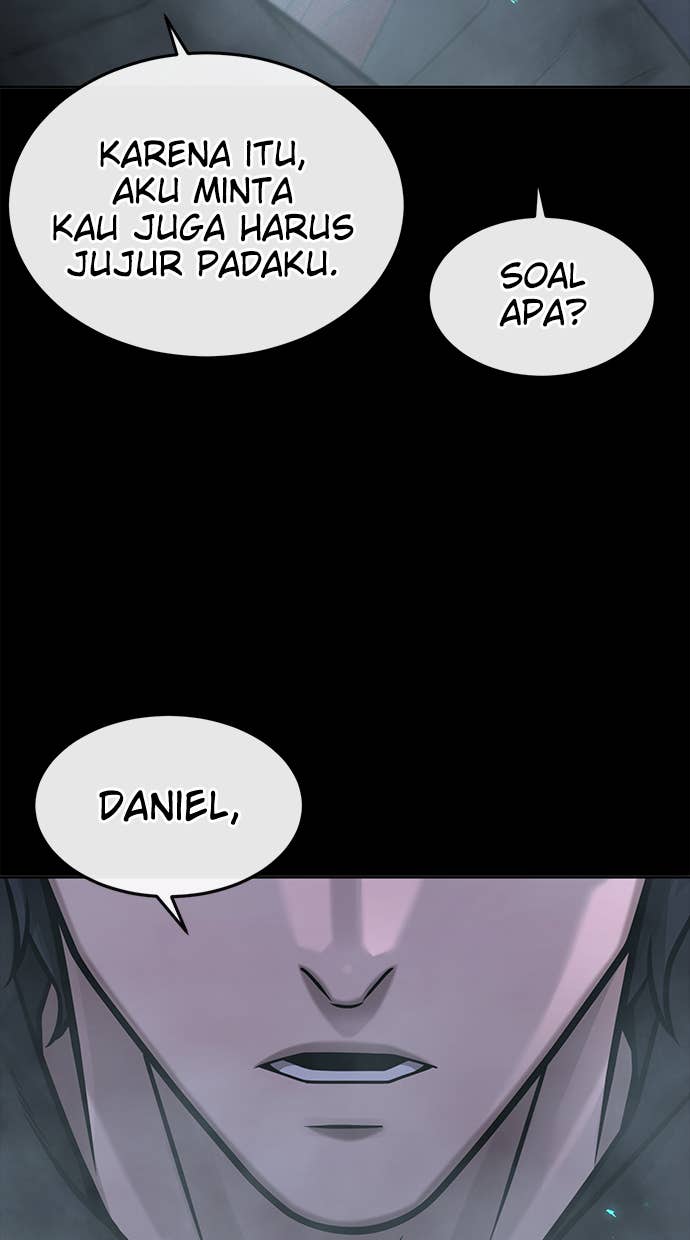 KARENA ITU,
AKU MINTA
KAU JUGA HARUS
JUJUR PADAKU.
SOAL
APA?
DANIEL,